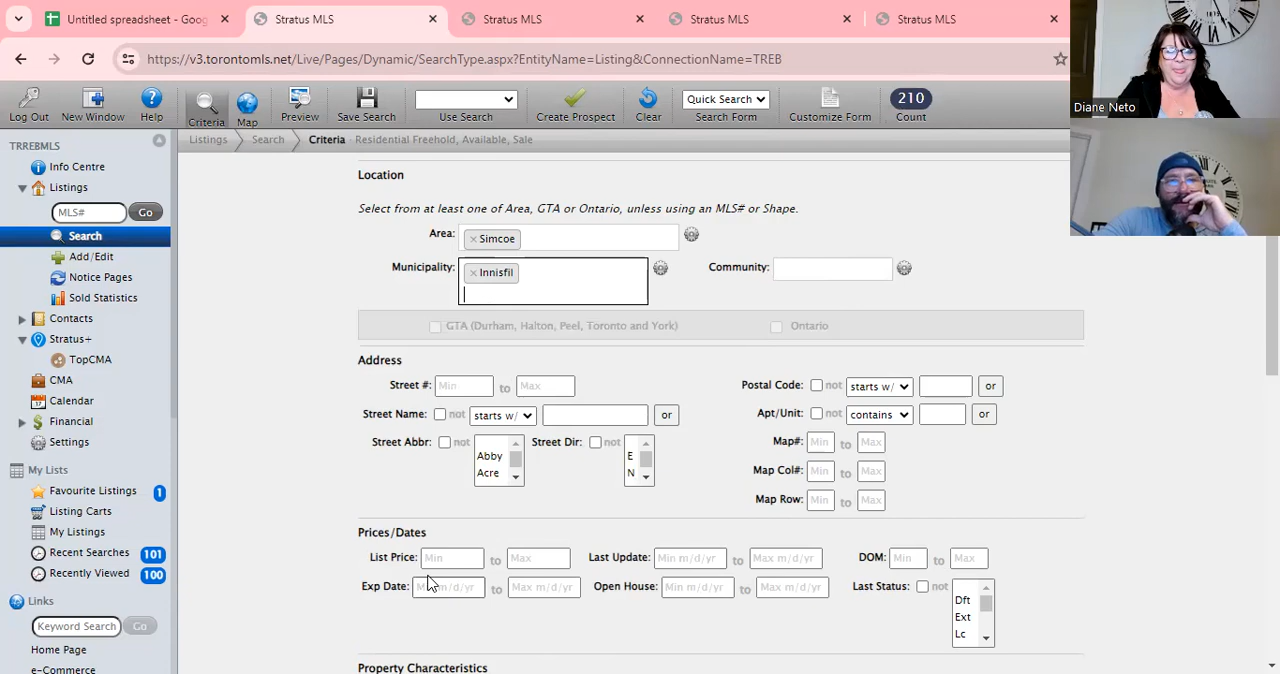 Untitled spreadsheet - Goog
Stratus MLS
Stratus MLS
Stratus MLS
Stratus MLS
https://v3.torontomls.net/Live/Pages/Dynamic/SearchType.aspx?EntityName=Listing&ConnectionName=TREB
Diane Neto
Log Out
New Window
Help
Criteria
Map
Preview
Save Search
Use Search
Create Prospect
Clear
Quick Search
Search Form
Customize Form
210
Count
TRREBMLS
Listings
Search
Criteria - Residential Freehold, Available, Sale
Info Centre
Listings
MLS#
Go
Search
Add/Edit
Notice Pages
Sold Statistics
Contacts
Stratus+
TopCMA
CMA
Calendar
Financial
Settings
My Lists
Favourite Listings 1
Listing Carts
My Listings
Recent Searches 101
Recently Viewed 100
Links
Keyword Search Go
Home Page
e-Commerce
Location
Select from at least one of Area, GTA or Ontario, unless using an MLS# or Shape.
Area: × Simcoe
Municipality: × Innisfil
Community:
GTA (Durham, Halton, Peel, Toronto and York)
Ontario
Address
Street #: Min to Max
Postal Code: not starts w/ or
Street Name: not starts w/ or
Apt/Unit: not contains or
Street Abbr: not Abby Acre
Street Dir: not E N
Map#: Min to Max
Map Col#: Min to Max
Map Row: Min to Max
Prices/Dates
List Price: Min to Max
Last Update: Min m/d/yr to Max m/d/yr
DOM: Min to Max
Exp Date: m/d/yr to Max m/d/yr
Open House: Min m/d/yr to Max m/d/yr
Last Status: not Dft Ext Lc
Property Characteristics